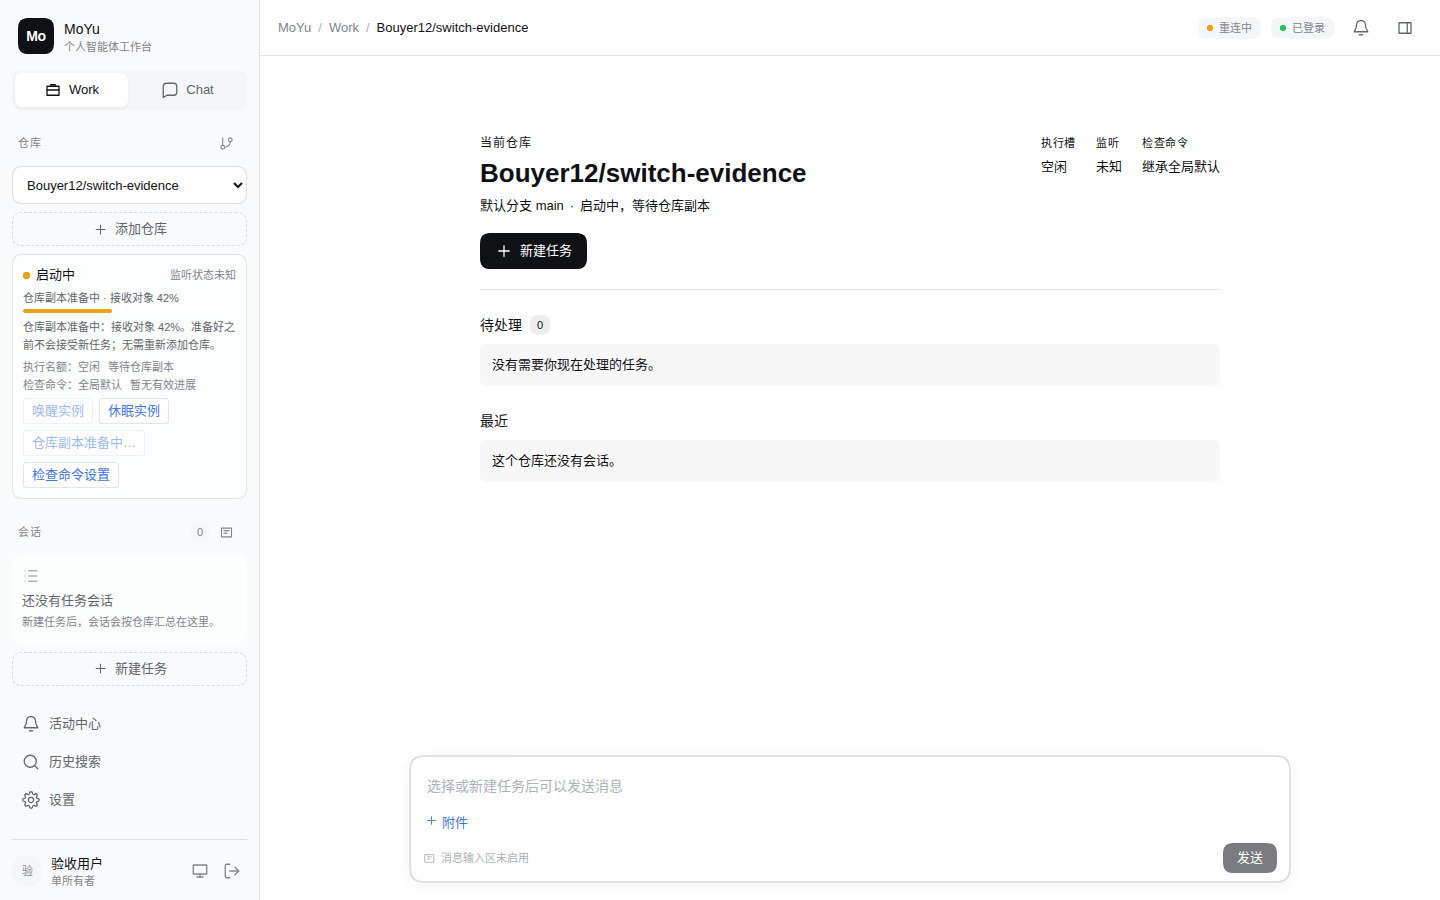 Mo
MoYu
个人智能体工作台
Work
Chat
仓库
Bouyer12/switch-evidence
添加仓库
启动中
监听状态未知
仓库副本准备中 · 接收对象 42%
仓库副本准备中：接收对象 42%。准备好之
前不会接受新任务；无需重新添加仓库。
执行名额：空闲 等待仓库副本
检查命令：全局默认 暂无有效进展
唤醒实例
休眠实例
仓库副本准备中…
检查命令设置
会话
0
还没有任务会话
新建任务后，会话会按仓库汇总在这里。
新建任务
活动中心
历史搜索
设置
验
验收用户
单所有者
MoYu / Work / Bouyer12/switch-evidence
重连中
已登录
当前仓库
Bouyer12/switch-evidence
默认分支 main · 启动中，等待仓库副本
执行槽
空闲
监听
未知
检查命令
继承全局默认
新建任务
待处理 0
没有需要你现在处理的任务。
最近
这个仓库还没有会话。
选择或新建任务后可以发送消息
附件
消息输入区未启用
发送